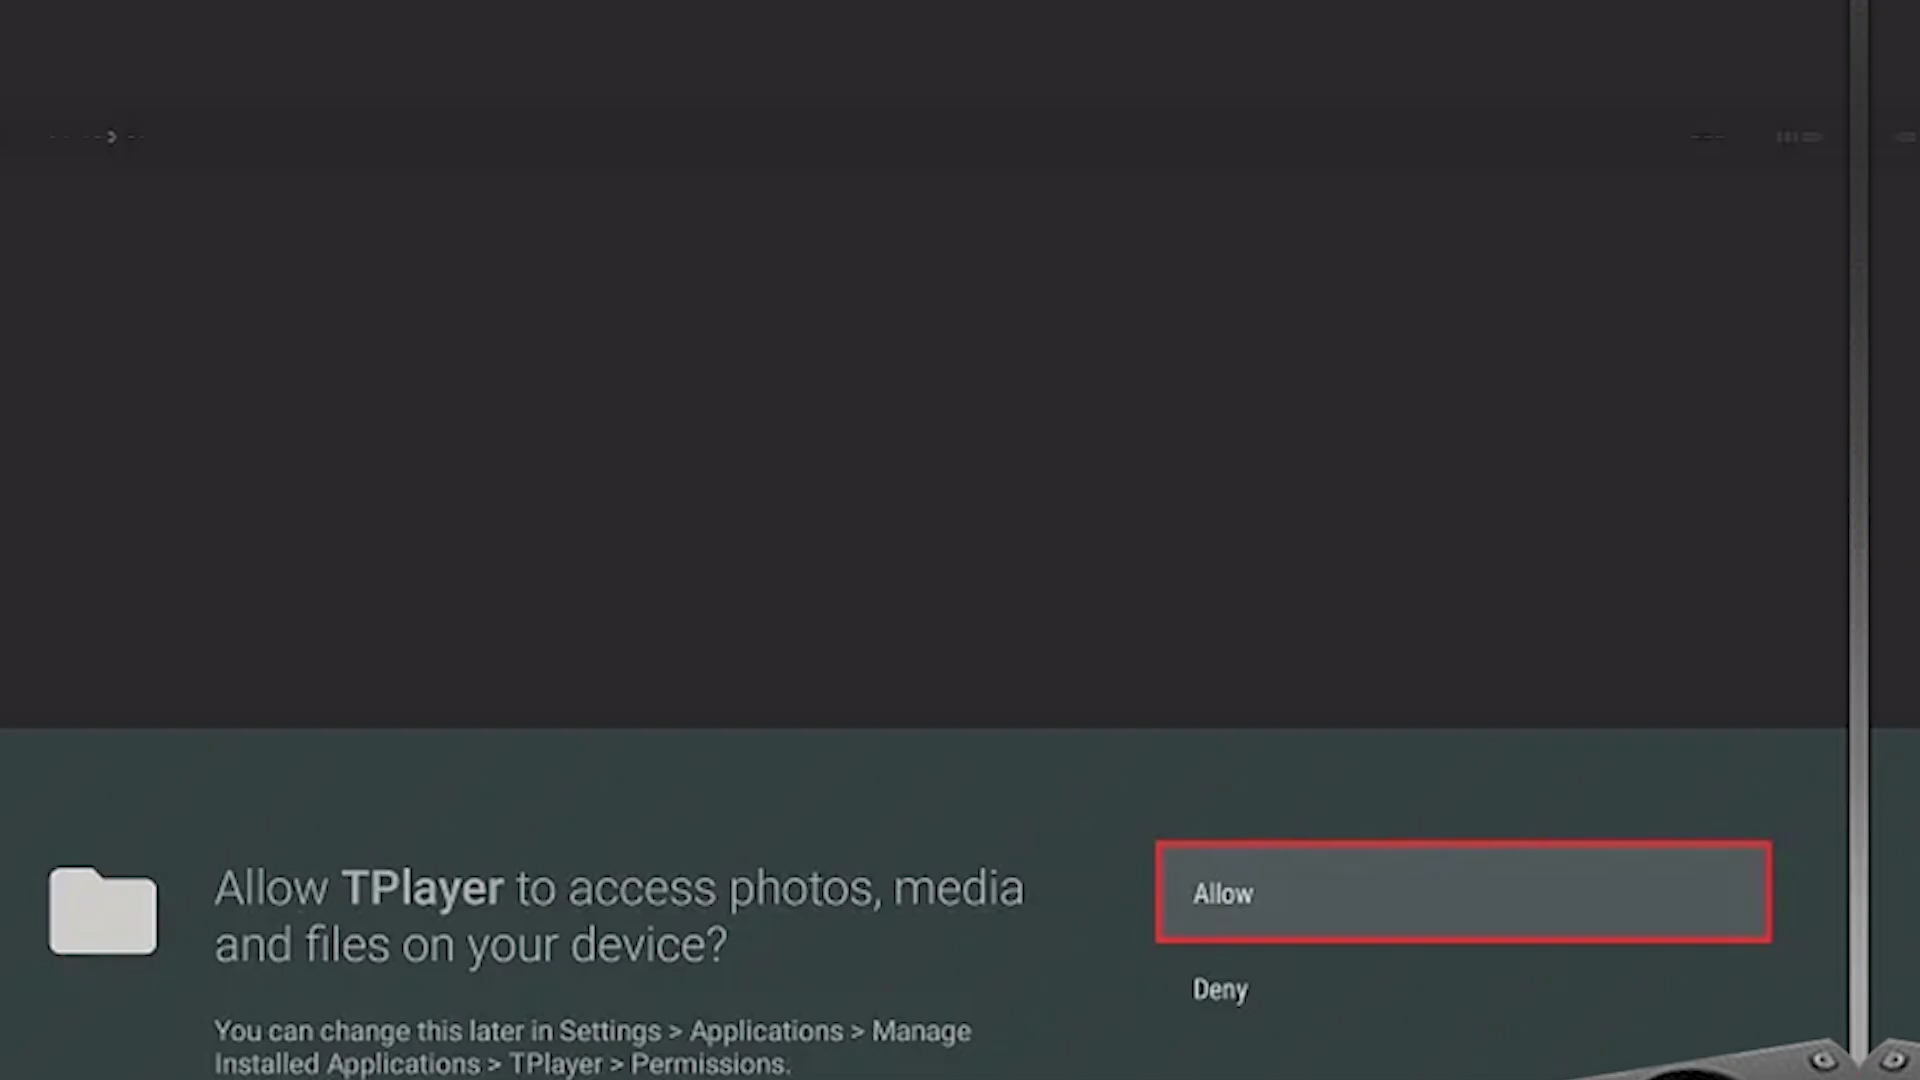 Allow TPlayer to access photos, media
and files on your device?
You can change this later in Settings > Applications > Manage
Installed Applications > TPlayer > Permissions.
Allow
Deny